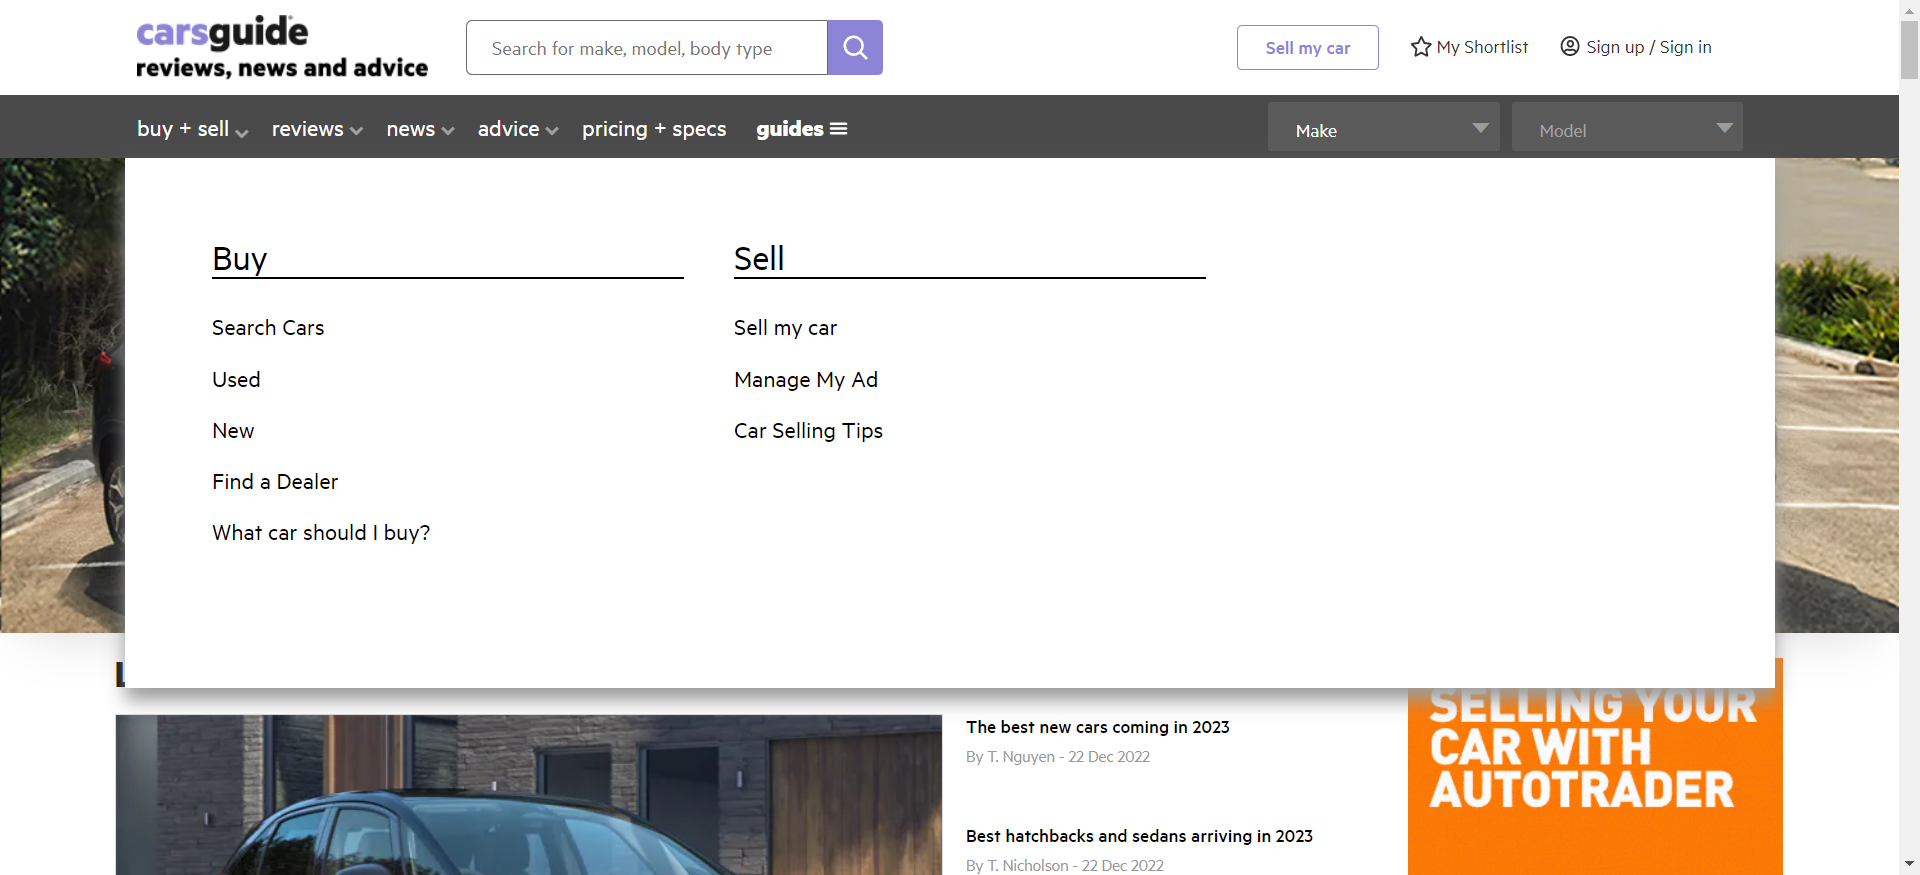 carsguide
reviews, news and advice
Search for make, model, body type
Sell my car
My Shortlist
Sign up / Sign in
buy + sell
reviews
news
advice
pricing + specs
guides
Make
Model
Buy
Search Cars
Used
New
Find a Dealer
What car should I buy?
Sell
Sell my car
Manage My Ad
Car Selling Tips
The best new cars coming in 2023
By T. Nguyen - 22 Dec 2022
Best hatchbacks and sedans arriving in 2023
By T. Nicholson - 22 Dec 2022
SELLING YOUR
CAR WITH
AUTOTRADER